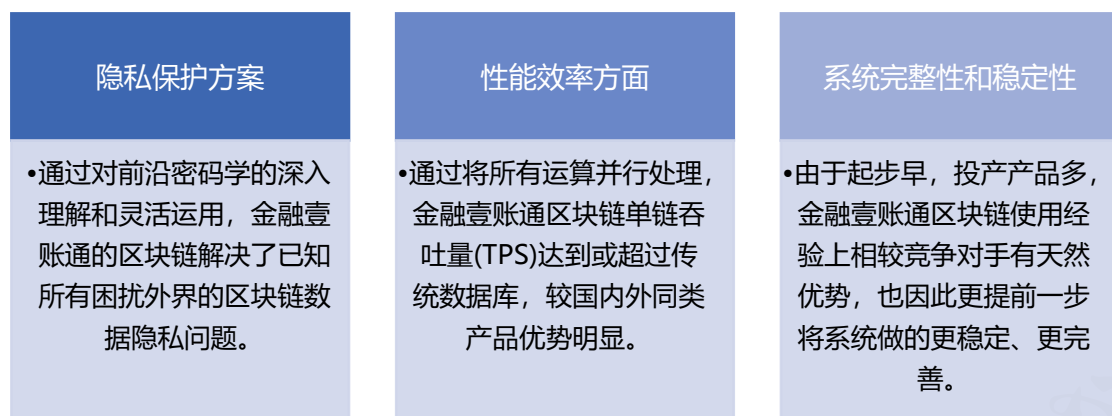 隐私保护方案
•通过对前沿密码学的深入
理解和灵活运用，金融壹
账通的区块链解决了已知
所有困扰外界的区块链数
据隐私问题。
性能效率方面
•通过将所有运算并行处理，
金融壹账通区块链单链吞
吐量(TPS)达到或超过传
统数据库，较国内外同类
产品优势明显。
系统完整性和稳定性
•由于起步早，投产产品多，
金融壹账通区块链使用经
验上相较竞争对手有天然
优势，也因此更提前一步
将系统做的更稳定、更完
善。